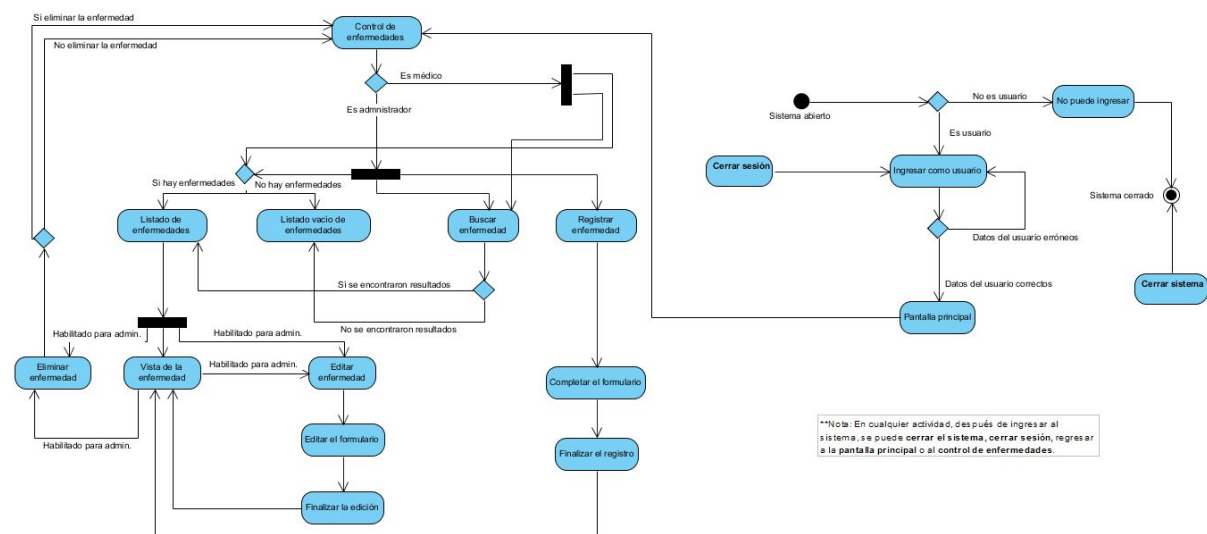 Si eliminar la enfermedad
No eliminar la enfermedad
Control de
enfermedades
Es médico
Es admnistrador
Si hay enfermedades
No hay enfermedades
Listado de
enfermedades
Listado vacio de
enfermedades
Buscar
enfermedad
Registrar
enfermedad
Si se encontraron resultados
No se encontraron resultados
Habilitado para admin.
Habilitado para admin.
Eliminar
enfermedad
Vista de la
enfermedad
Habilitado para admin.
Editar
enfermedad
Completar el formulario
Habilitado para admin.
Editar el formulario
Finalizar el registro
Finalizar la edición
Sistema abierto
No es usuario
No puede ingresar
Es usuario
Cerrar sesión
Ingresar como usuario
Sistema cerrado
Datos del usuario erróneos
Datos del usuario correctos
Cerrar sistema
Pantalla principal
**Nota: En cualquier actividad, después de ingresar al
sistema, se puede cerrar el sistema, cerrar sesión, regresar
a la pantalla principal o al control de enfermedades.